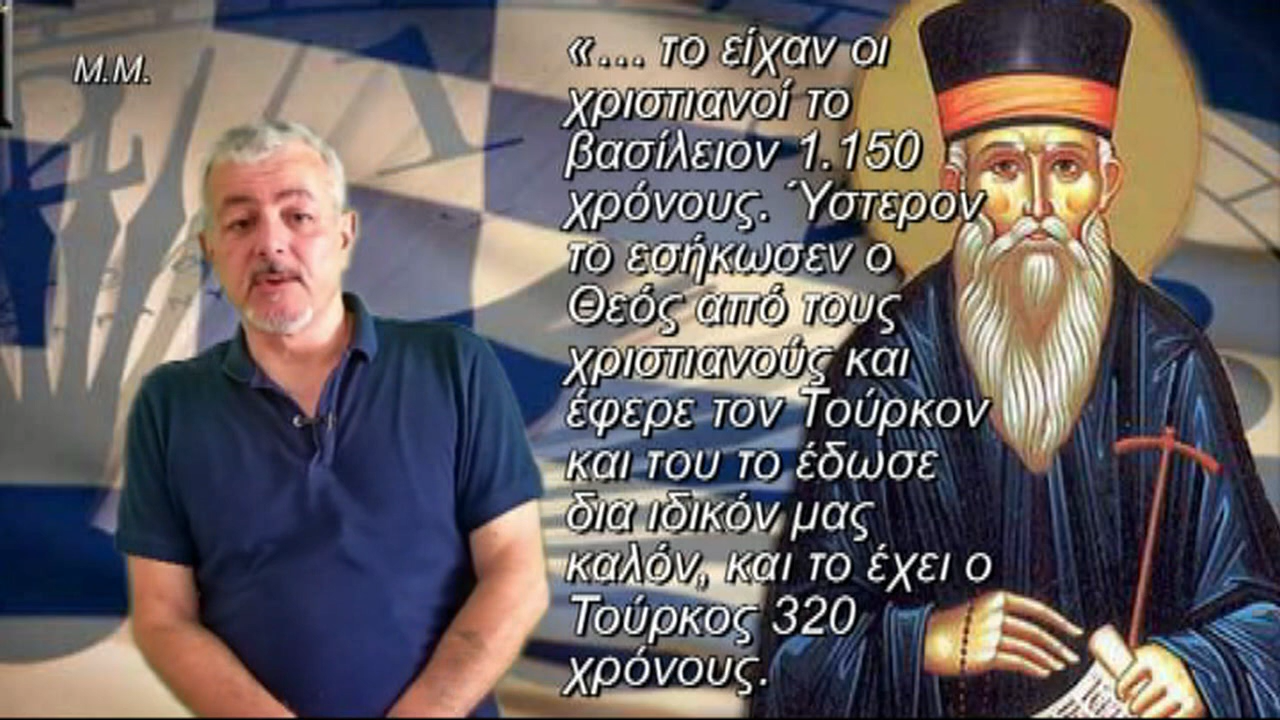 Μ.Μ.
«... το είχαν οι
χριστιανοί το
βασίλειον 1.150
χρόνους. Ύστερον
το εσήκωσεν ο
Θεός από τους
χριστιανούς και
έφερε τον Τούρκον
και του το έδωσε
δια ιδικόν μας
καλόν, και το έχει ο
Τούρκος 320
χρόνους.